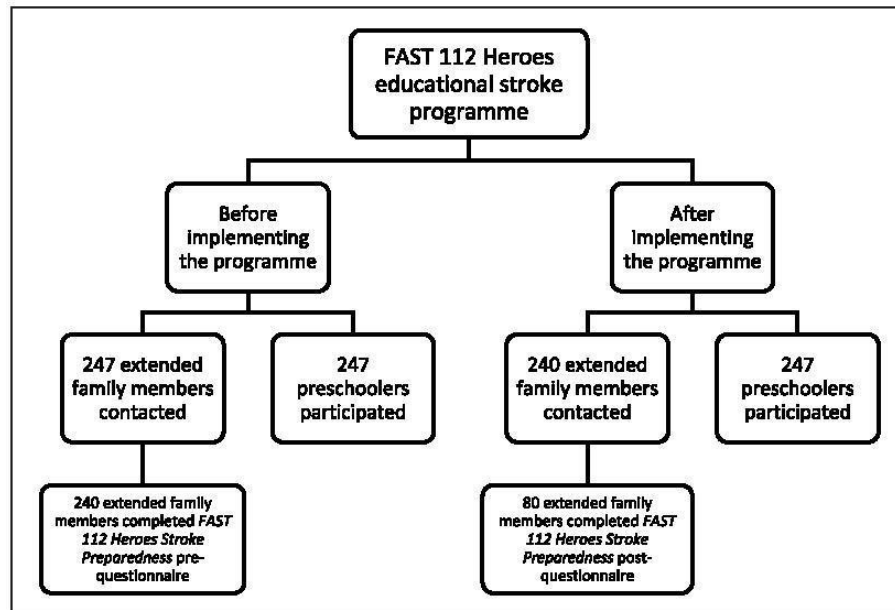 FAST 112 Heroes
educational stroke
programme
Before
implementing
the programme
After
implementing
the programme
247 extended
family members
contacted
247
preschoolers
participated
240 extended
family members
contacted
247
preschoolers
participated
240 extended family
members completed FAST
112 Heroes Stroke
Preparedness pre-
questionnaire
80 extended family
members completed FAST
112 Heroes Stroke
Preparedness post-
questionnaire